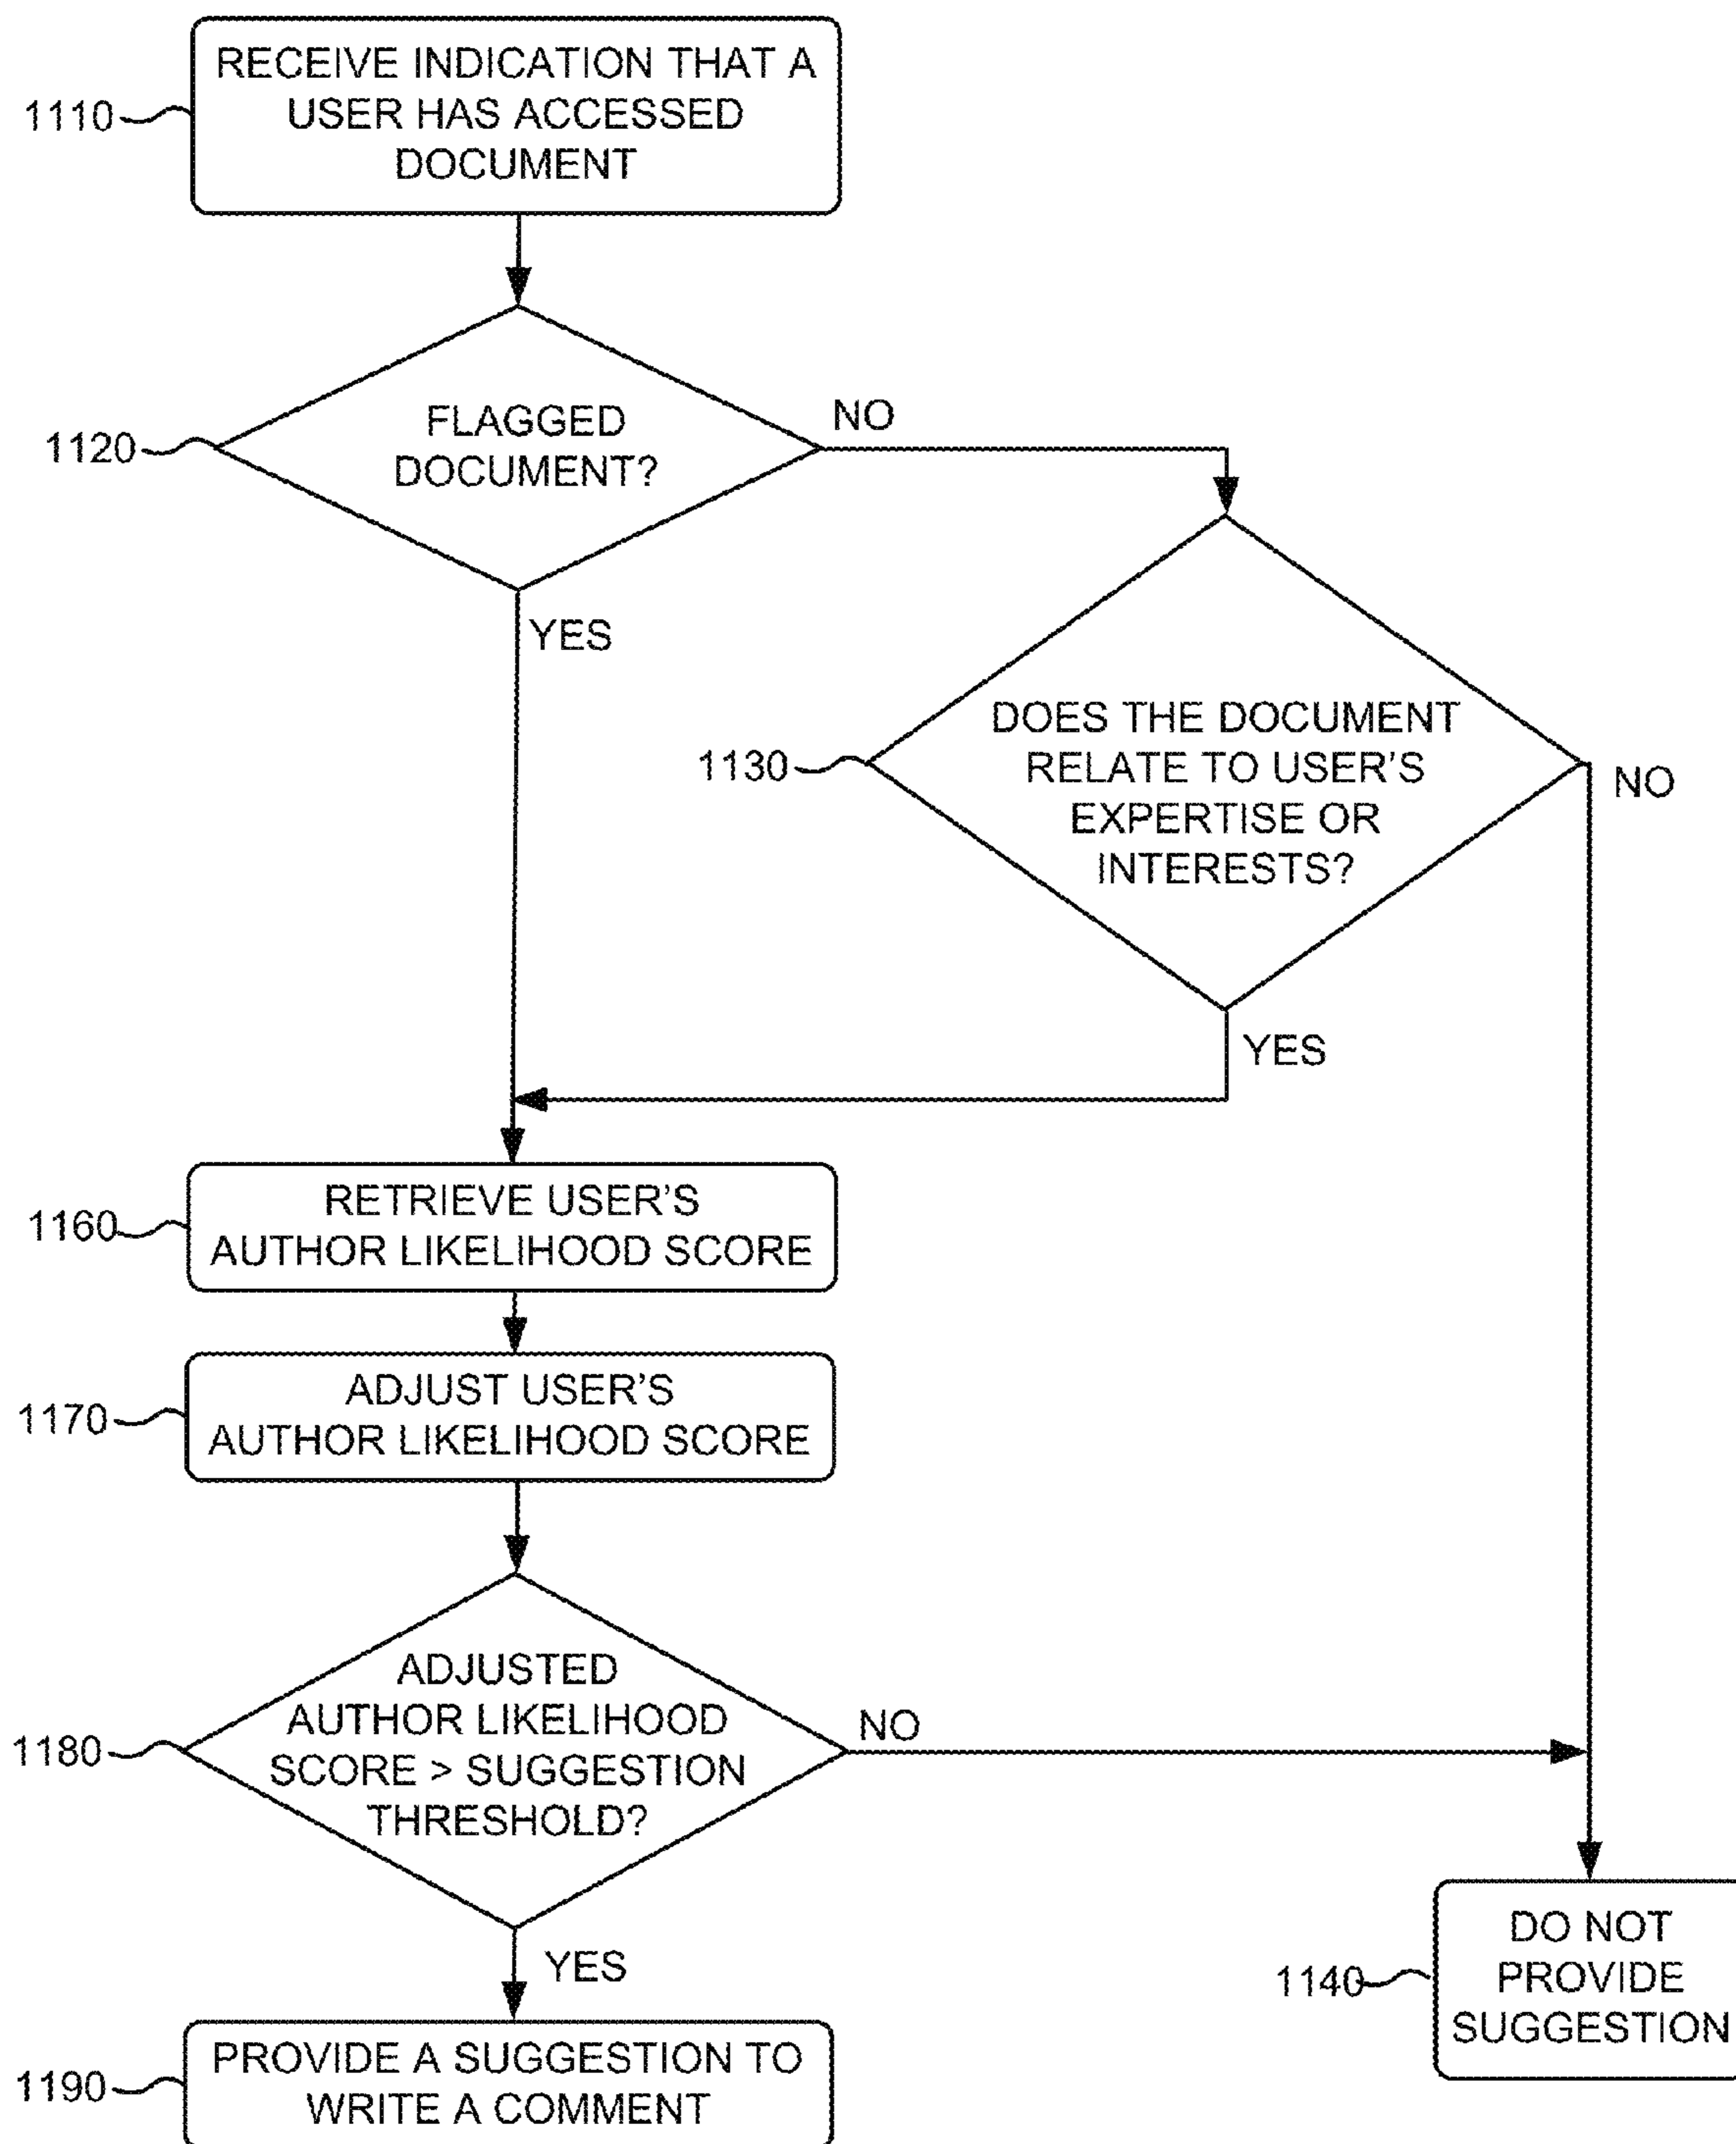 RECEIVE INDICATION THAT A
USER HAS ACCESSED
DOCUMENT
1110
FLAGGED
DOCUMENT?
1120
NO
YES
DOES THE DOCUMENT
RELATE TO USER'S
EXPERTISE OR
INTERESTS?
1130
NO
YES
RETRIEVE USER'S
AUTHOR LIKELIHOOD SCORE
1160
ADJUST USER'S
AUTHOR LIKELIHOOD SCORE
1170
ADJUSTED
AUTHOR LIKELIHOOD
SCORE > SUGGESTION
THRESHOLD?
1180
NO
YES
DO NOT
PROVIDE
SUGGESTION
1140
PROVIDE A SUGGESTION TO
WRITE A COMMENT
1190